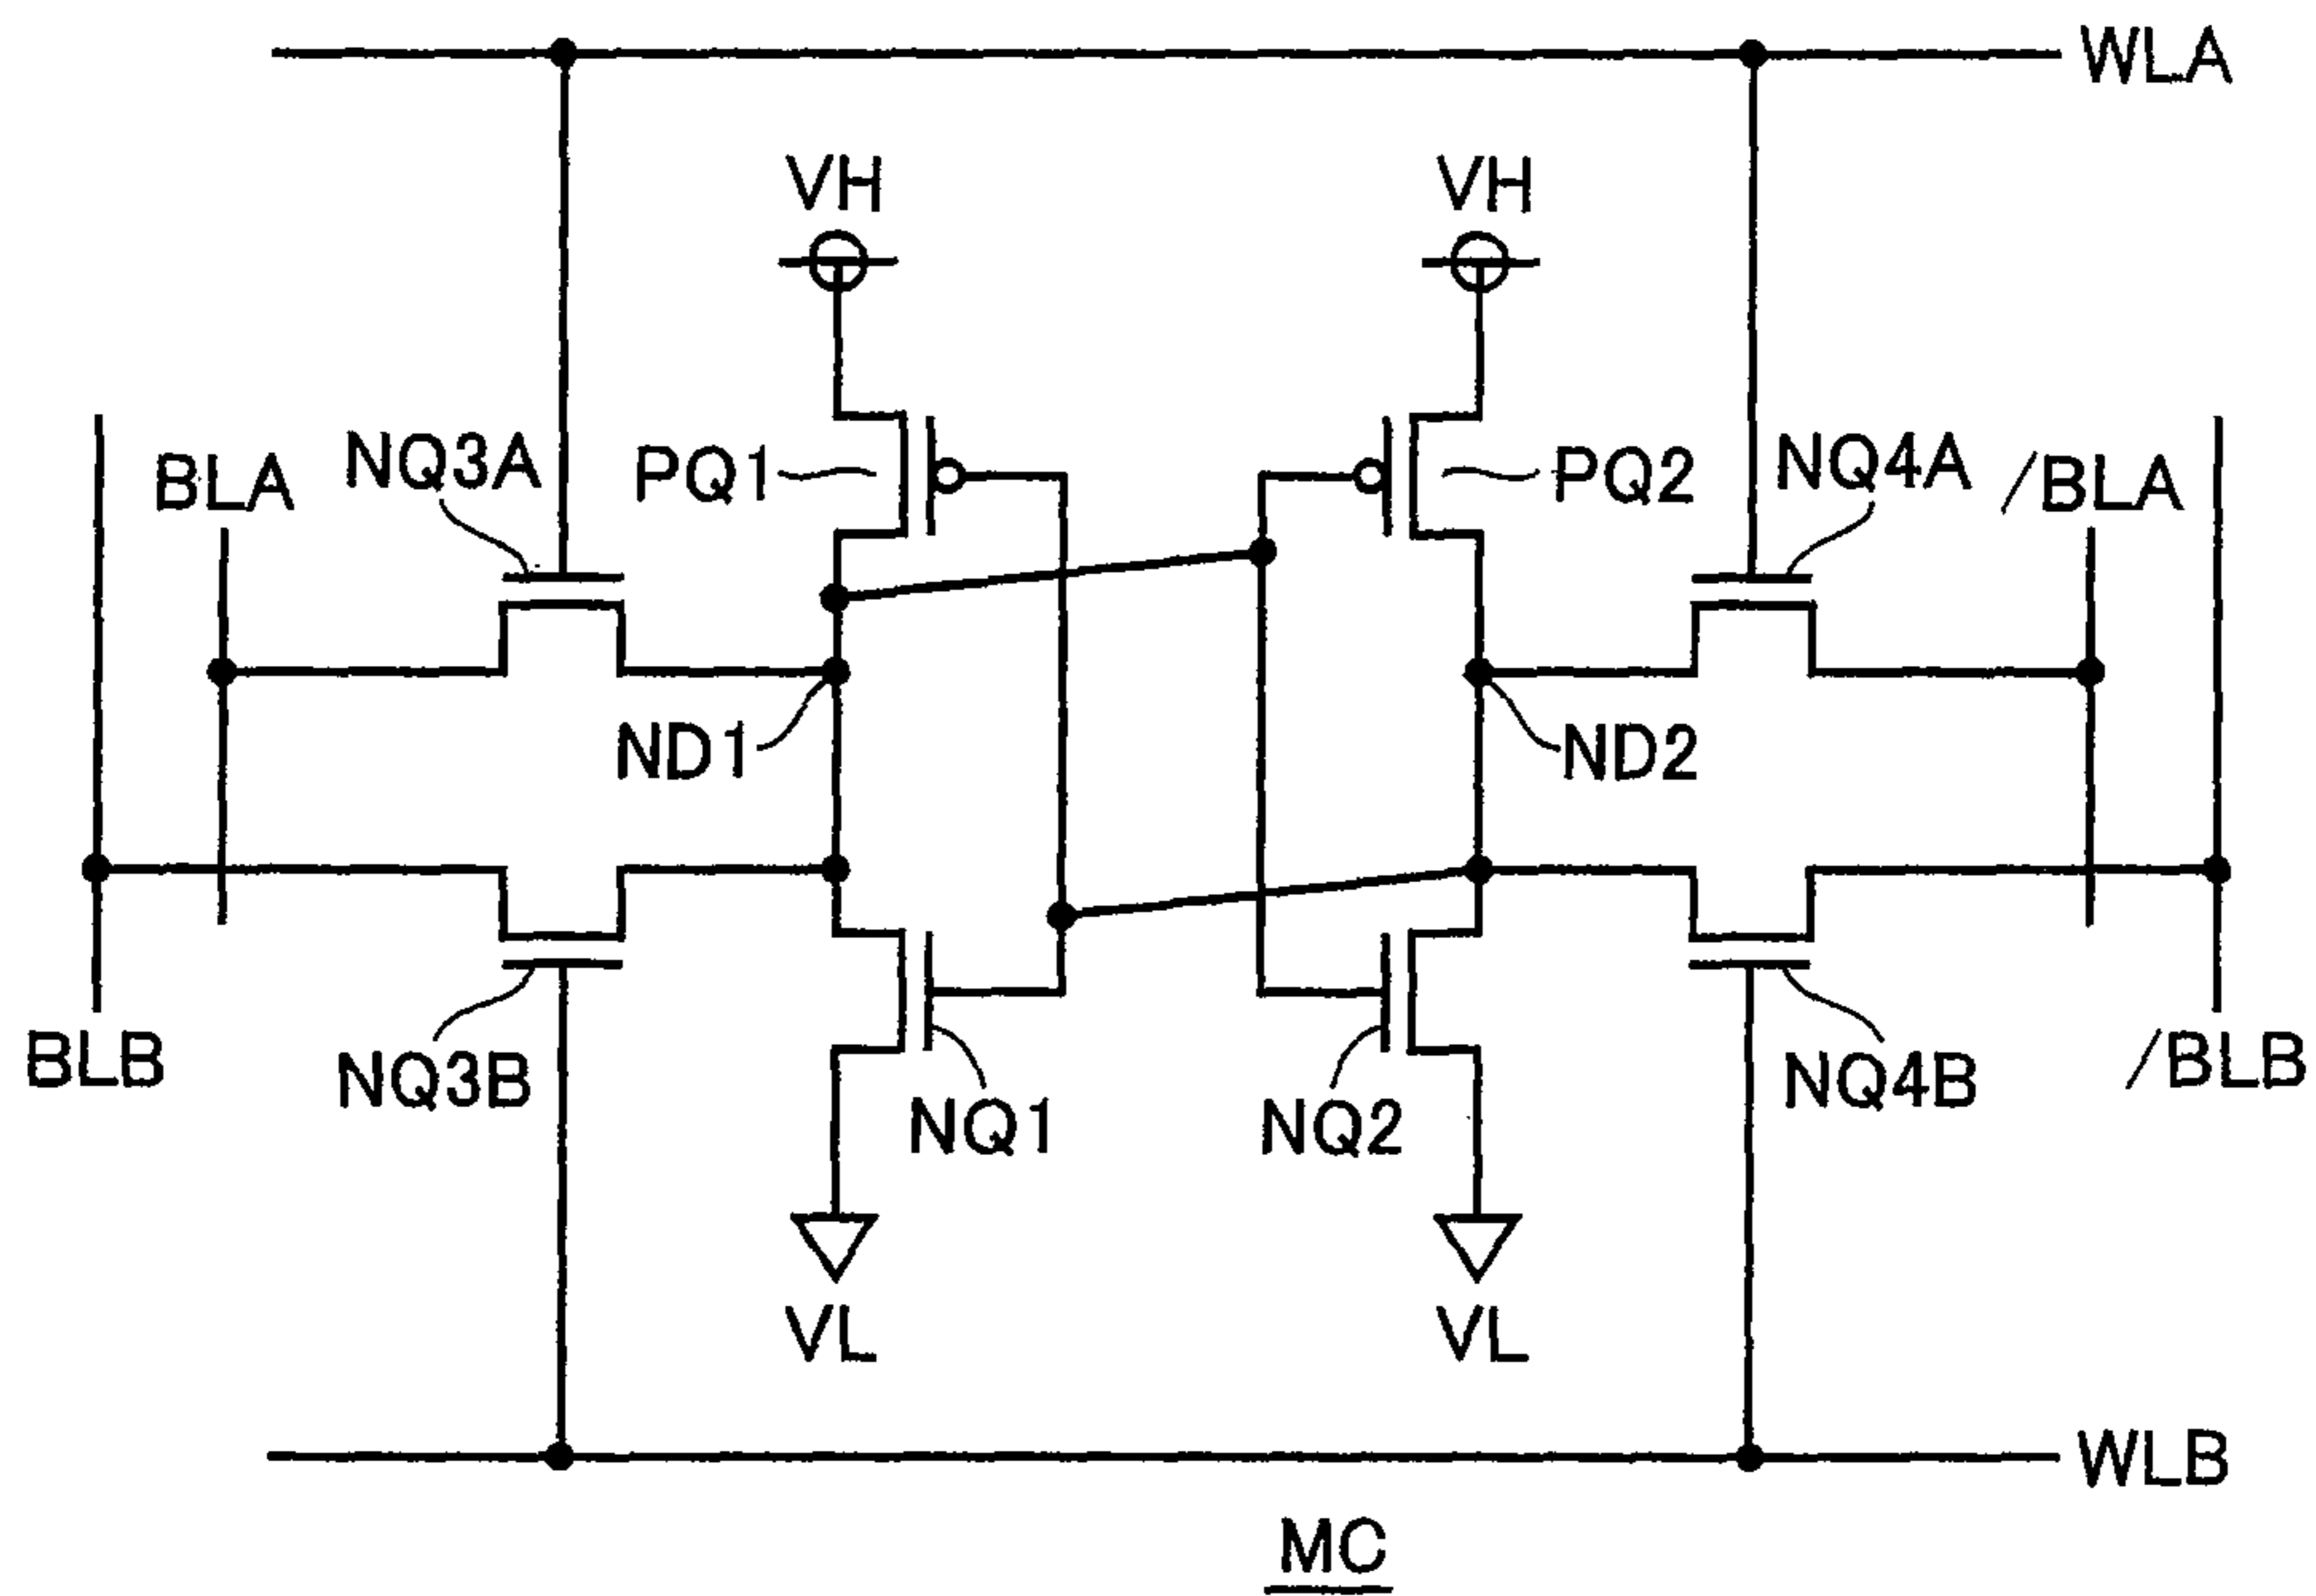 WLA
VH
VH
NQ3A
PQ1
PQ2
NQ4A
BLA
/BLA
ND1
ND2
BLB
NQ3B
NQ1
NQ2
NQ4B
/BLB
VL
VL
WLB
MC